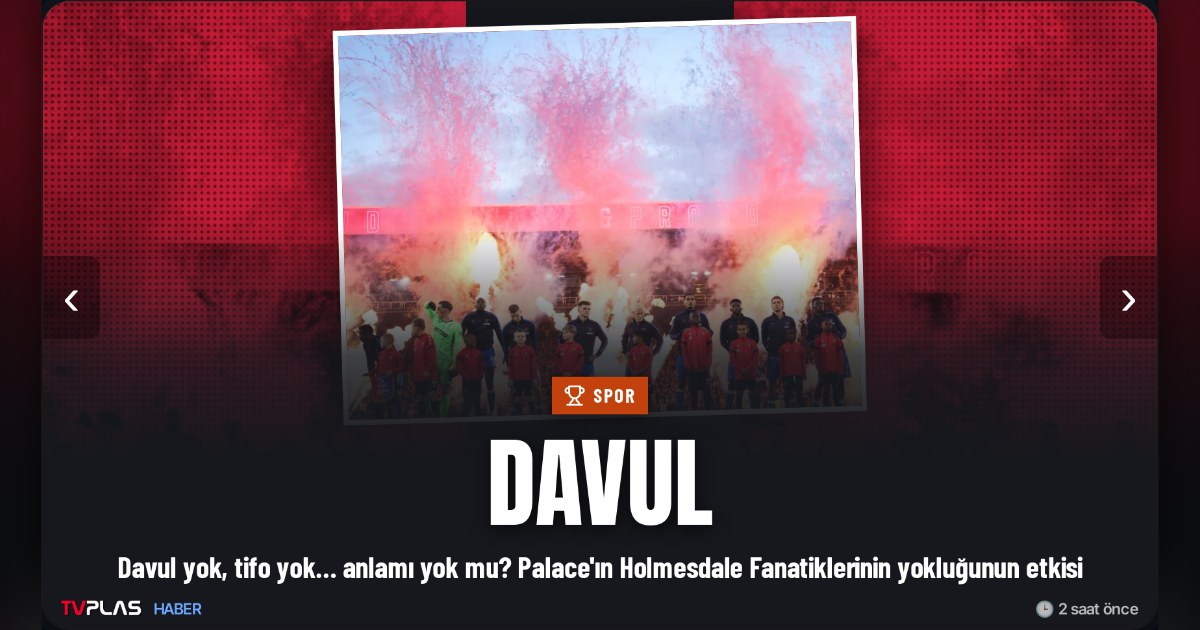 SPOR
DAVUL
Davul yok, tifo yok... anlamı yok mu? Palace'ın Holmesdale Fanatiklerinin yokluğunun etkisi
TVPLAS HABER
2 saat önce